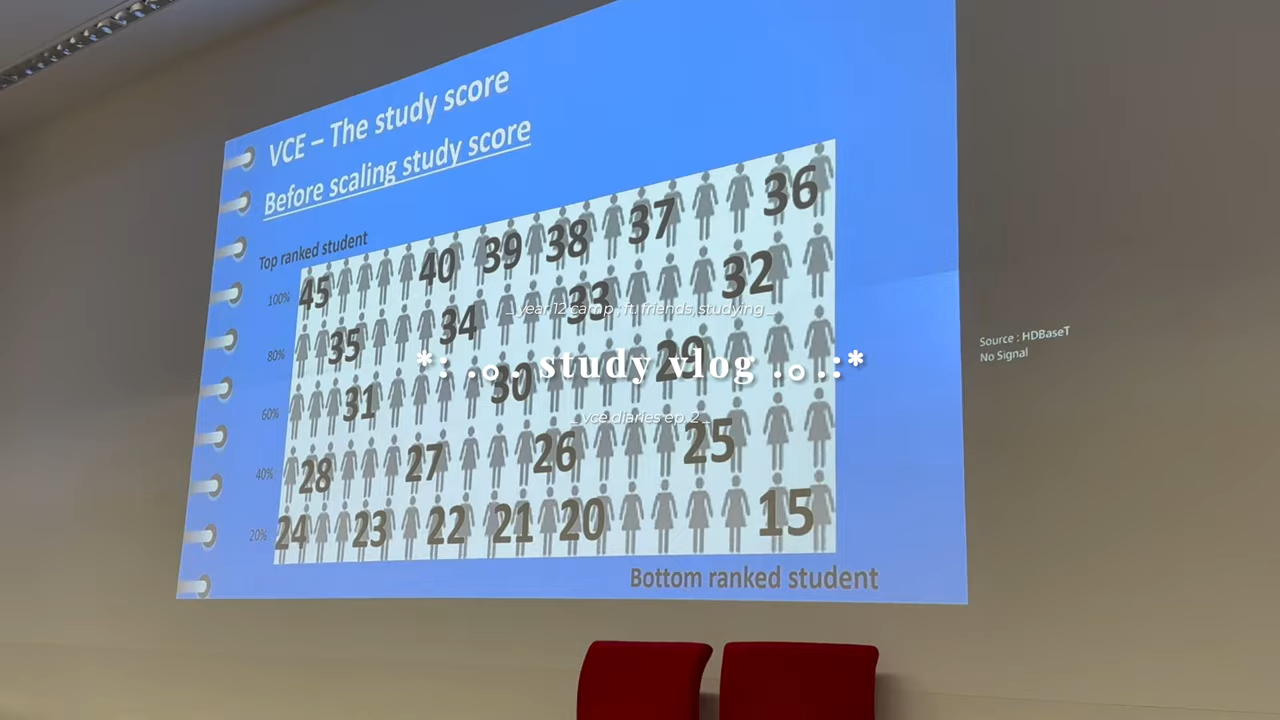 VCE – The study score
Before scaling study score
Top ranked student
100%
45 40 39 38 37 36
80%
35 34 33 32
60%
31 30 29
40%
28 27 26 25
20%
24 23 22 21 20 15
Bottom ranked student
Source : HDBaseT
No Signal
_ year 12 camp ; ft. friends, studying _
*: .｡. study vlog .｡.:*
_ vce diaries ep. 2 _